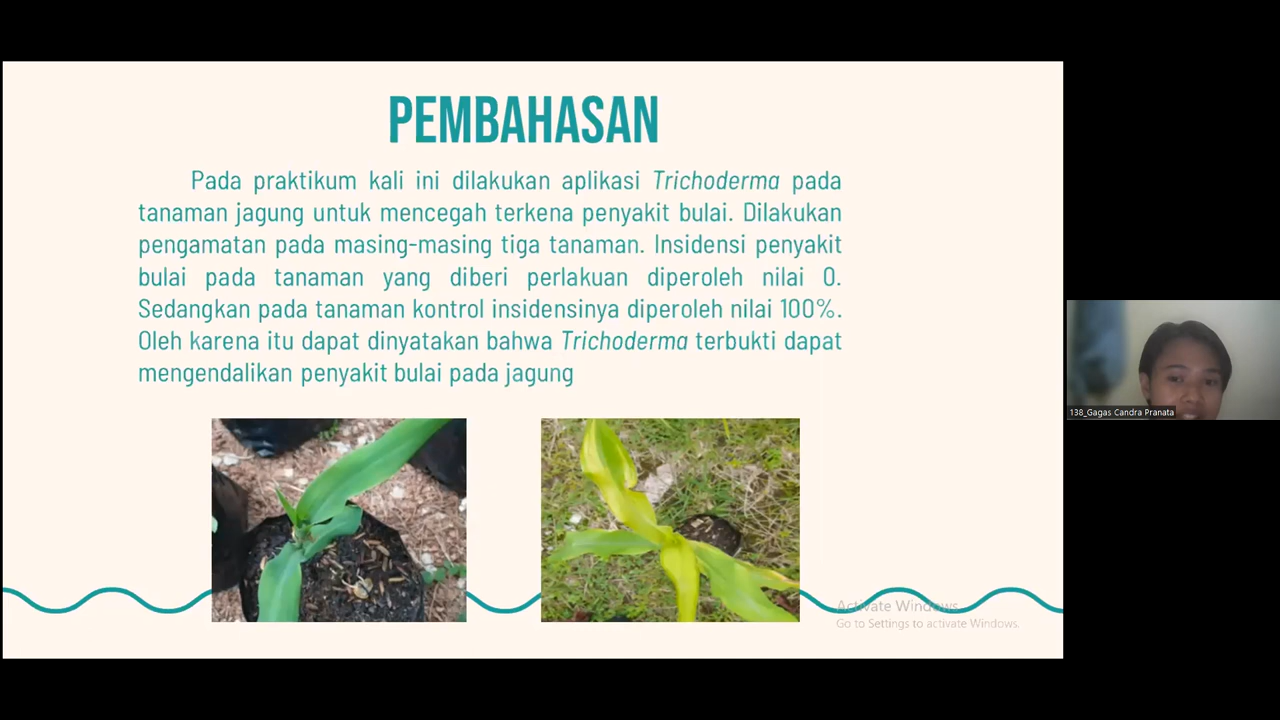 PEMBAHASAN
Pada praktikum kali ini dilakukan aplikasi Trichoderma pada
tanaman jagung untuk mencegah terkena penyakit bulai. Dilakukan
pengamatan pada masing-masing tiga tanaman. Insidensi penyakit
bulai pada tanaman yang diberi perlakuan diperoleh nilai 0.
Sedangkan pada tanaman kontrol insidensinya diperoleh nilai 100%.
Oleh karena itu dapat dinyatakan bahwa Trichoderma terbukti dapat
mengendalikan penyakit bulai pada jagung
Activate Windows
Go to Settings to activate Windows.
138_Gagas Candra Pranata